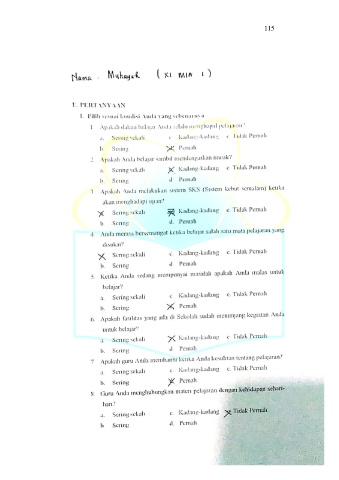 115
Nama : Muhayek ( XI MIA 1 )
E. PERTANYAAN
I. Pilih sesuai kondisi Anda yang sebenarnya
1. Apakah dalam belajar Anda selalu menghapal pelajaran?
a. Sering sekali c. Kadang-kadang e. Tidak Pernah
b. Sering d. Pernah
2. Apakah Anda belajar sambil mendengarkan musik?
a. Sering sekali c. Kadang-kadang e. Tidak Pernah
b. Sering d. Pernah
3. Apakah Anda melakukan sistem SKS (Sistem kebut semalam) ketika
akan menghadapi ujian?
a. Sering sekali c. Kadang-kadang e. Tidak Pernah
b. Sering d. Pernah
4. Anda merasa bersemangat ketika belajar salah satu mata pelajaran yang
disukai?
a. Sering sekali c. Kadang-kadang e. Tidak Pernah
b. Sering d. Pernah
5. Ketika Anda sedang mempunyai masalah apakah Anda malas untuk
belajar?
a. Sering sekali c. Kadang-kadang e. Tidak Pernah
b. Sering d. Pernah
6. Apakah fasilitas yang ada di Sekolah sudah menunjang kegiatan Anda
untuk belajar?
a. Sering sekali c. Kadang-kadang e. Tidak Pernah
b. Sering d. Pernah
7. Apakah guru Anda membantu ketika Anda kesulitan tentang pelajaran?
a. Sering sekali c. Kadang-kadang e. Tidak Pernah
b. Sering d. Pernah
8. Guru Anda menghubungkan materi pelajaran dengan kehidupan sehari-
hari?
a. Sering sekali c. Kadang-kadang e. Tidak Pernah
b. Sering d. Pernah